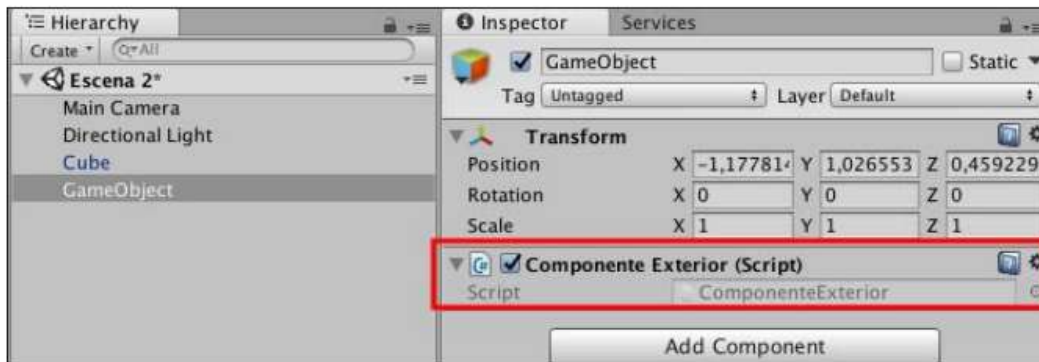 Hierarchy
Create
All
Escena 2*
Main Camera
Directional Light
Cube
GameObject
Inspector Services
GameObject Static
Tag Untagged Layer Default
Transform
Position X -1,17781 Y 1,026553 Z 0,459229
Rotation X 0 Y 0 Z 0
Scale X 1 Y 1 Z 1
Componente Exterior (Script)
Script ComponenteExterior
Add Component